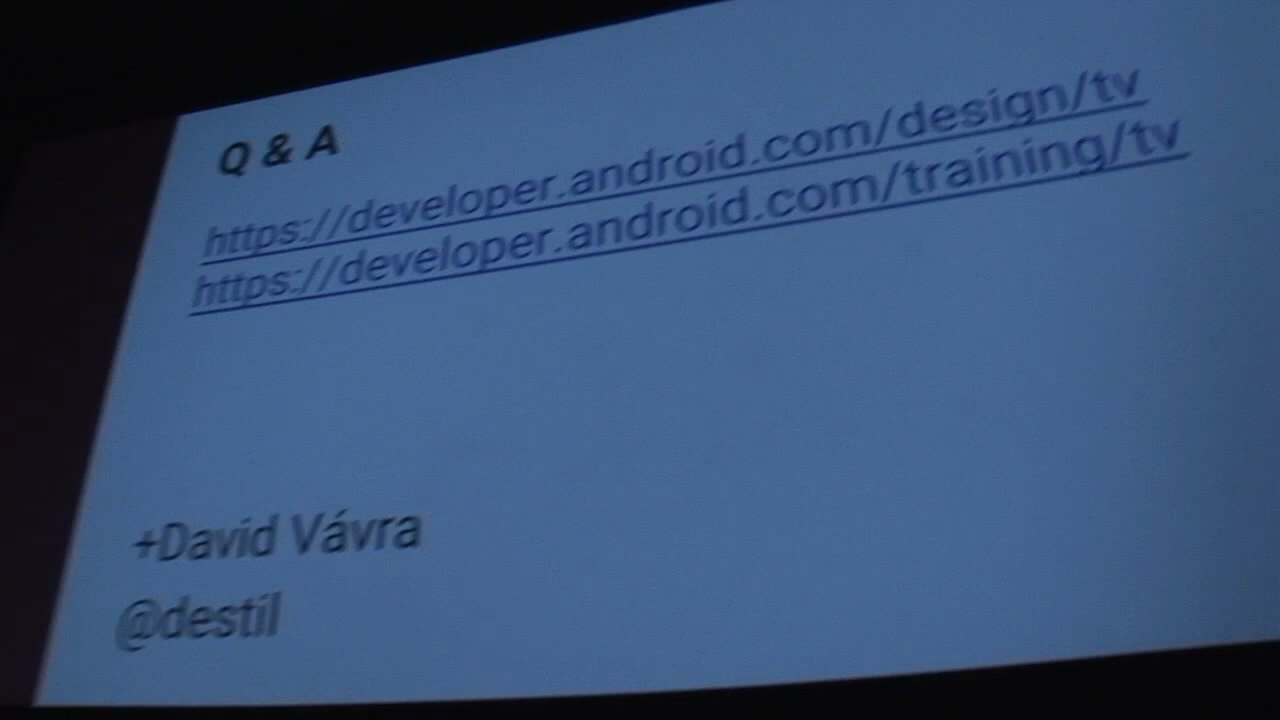 Q & A
https://developer.android.com/design/tv
https://developer.android.com/training/tv
+David Vávra
@destil